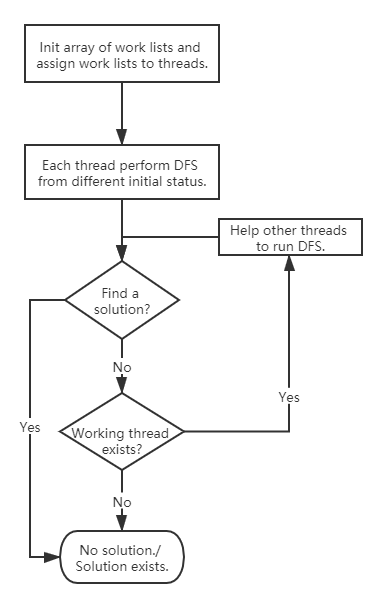 Init array of work lists and
assign work lists to threads.
Each thread perform DFS
from different initial status.
Help other threads
to run DFS.
Find a
solution?
No
Yes
Yes
Working thread
exists?
No
No solution./
Solution exists.